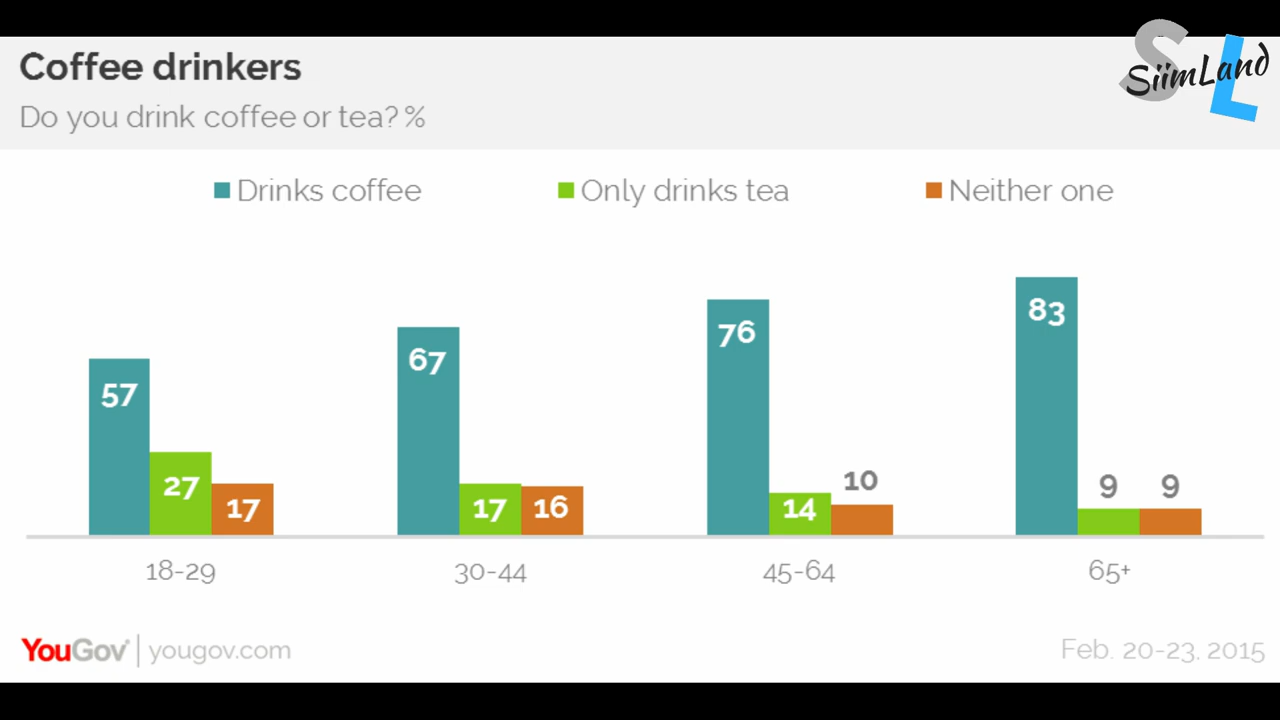 Coffee drinkers
SiimLand
SL
Do you drink coffee or tea? %
Drinks coffee Only drinks tea Neither one
57 27 17 67 17 16 76 14 10 83 9 9
18-29 30-44 45-64 65+
YouGov | yougov.com Feb. 20-23, 2015